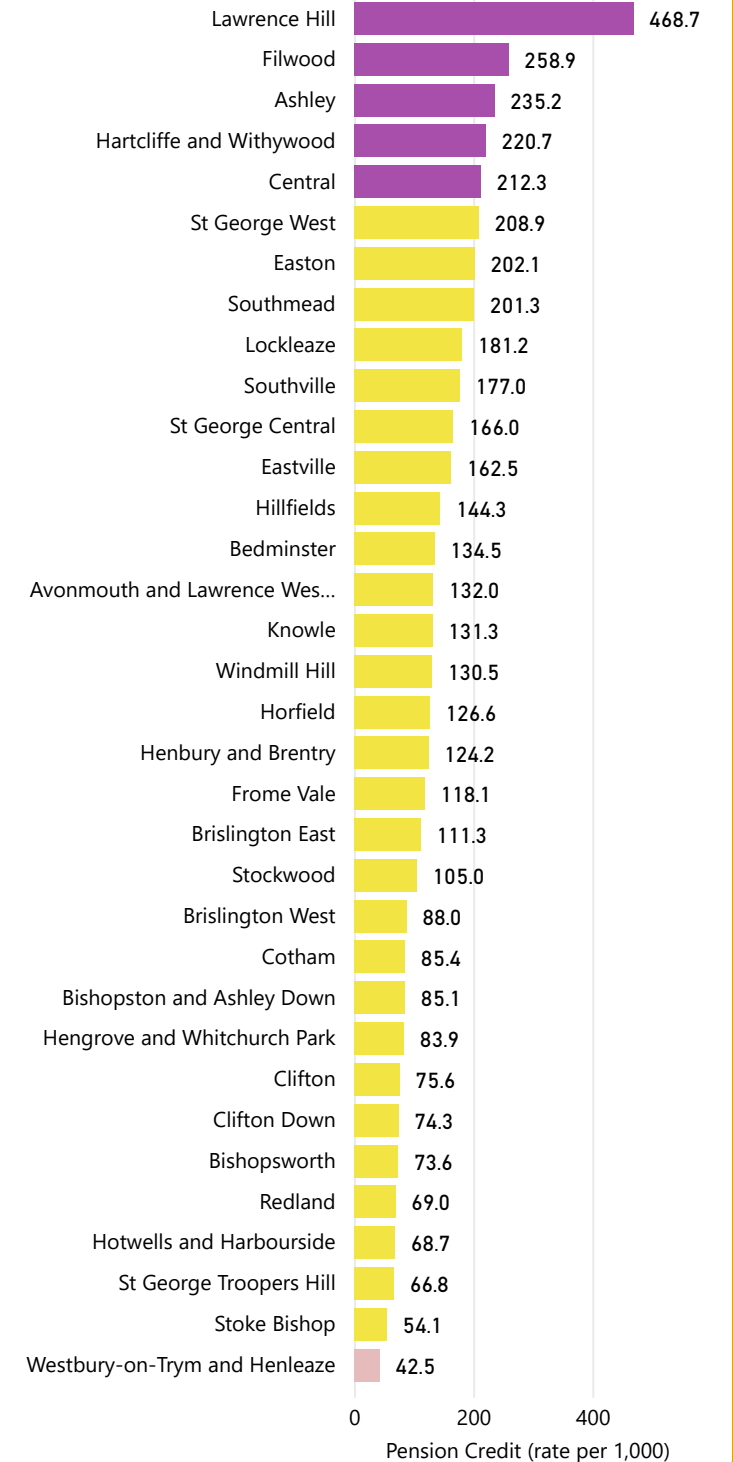 Lawrence Hill 468.7
Filwood 258.9
Ashley 235.2
Hartcliffe and Withywood 220.7
Central 212.3
St George West 208.9
Easton 202.1
Southmead 201.3
Lockleaze 181.2
Southville 177.0
St George Central 166.0
Eastville 162.5
Hillfields 144.3
Bedminster 134.5
Avonmouth and Lawrence Wes... 132.0
Knowle 131.3
Windmill Hill 130.5
Horfield 126.6
Henbury and Brentry 124.2
Frome Vale 118.1
Brislington East 111.3
Stockwood 105.0
Brislington West 88.0
Cotham 85.4
Bishopston and Ashley Down 85.1
Hengrove and Whitchurch Park 83.9
Clifton 75.6
Clifton Down 74.3
Bishopsworth 73.6
Redland 69.0
Hotwells and Harbourside 68.7
St George Troopers Hill 66.8
Stoke Bishop 54.1
Westbury-on-Trym and Henleaze 42.5
0 200 400
Pension Credit (rate per 1,000)